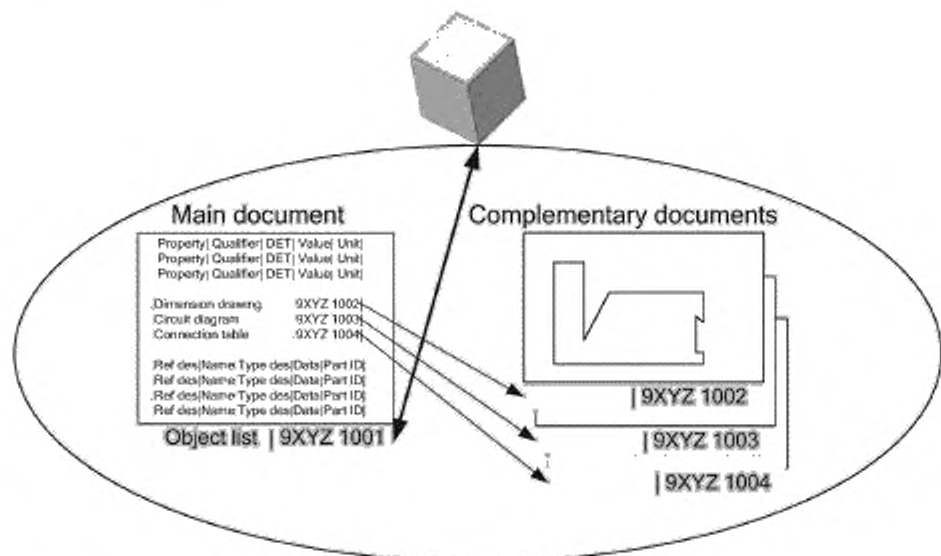 Main document
Property| Qualifier| DET| Value| Unit|
Property| Qualifier| DET| Value| Unit|
Property| Qualifier| DET| Value| Unit|
.Dimension drawing 9XYZ 1002|
.Circuit diagram 9XYZ 1003|
.Connection table .9XYZ 1004|
.Ref des|Name Type des|Data|Part ID|
.Ref des|Name Type des|Data|Part ID|
.Ref des|Name Type des|Data|Part ID|
.Ref des|Name Type des|Data|Part ID|
Object list | 9XYZ 1001
Complementary documents
| 9XYZ 1002
| 9XYZ 1003
| 9XYZ 1004